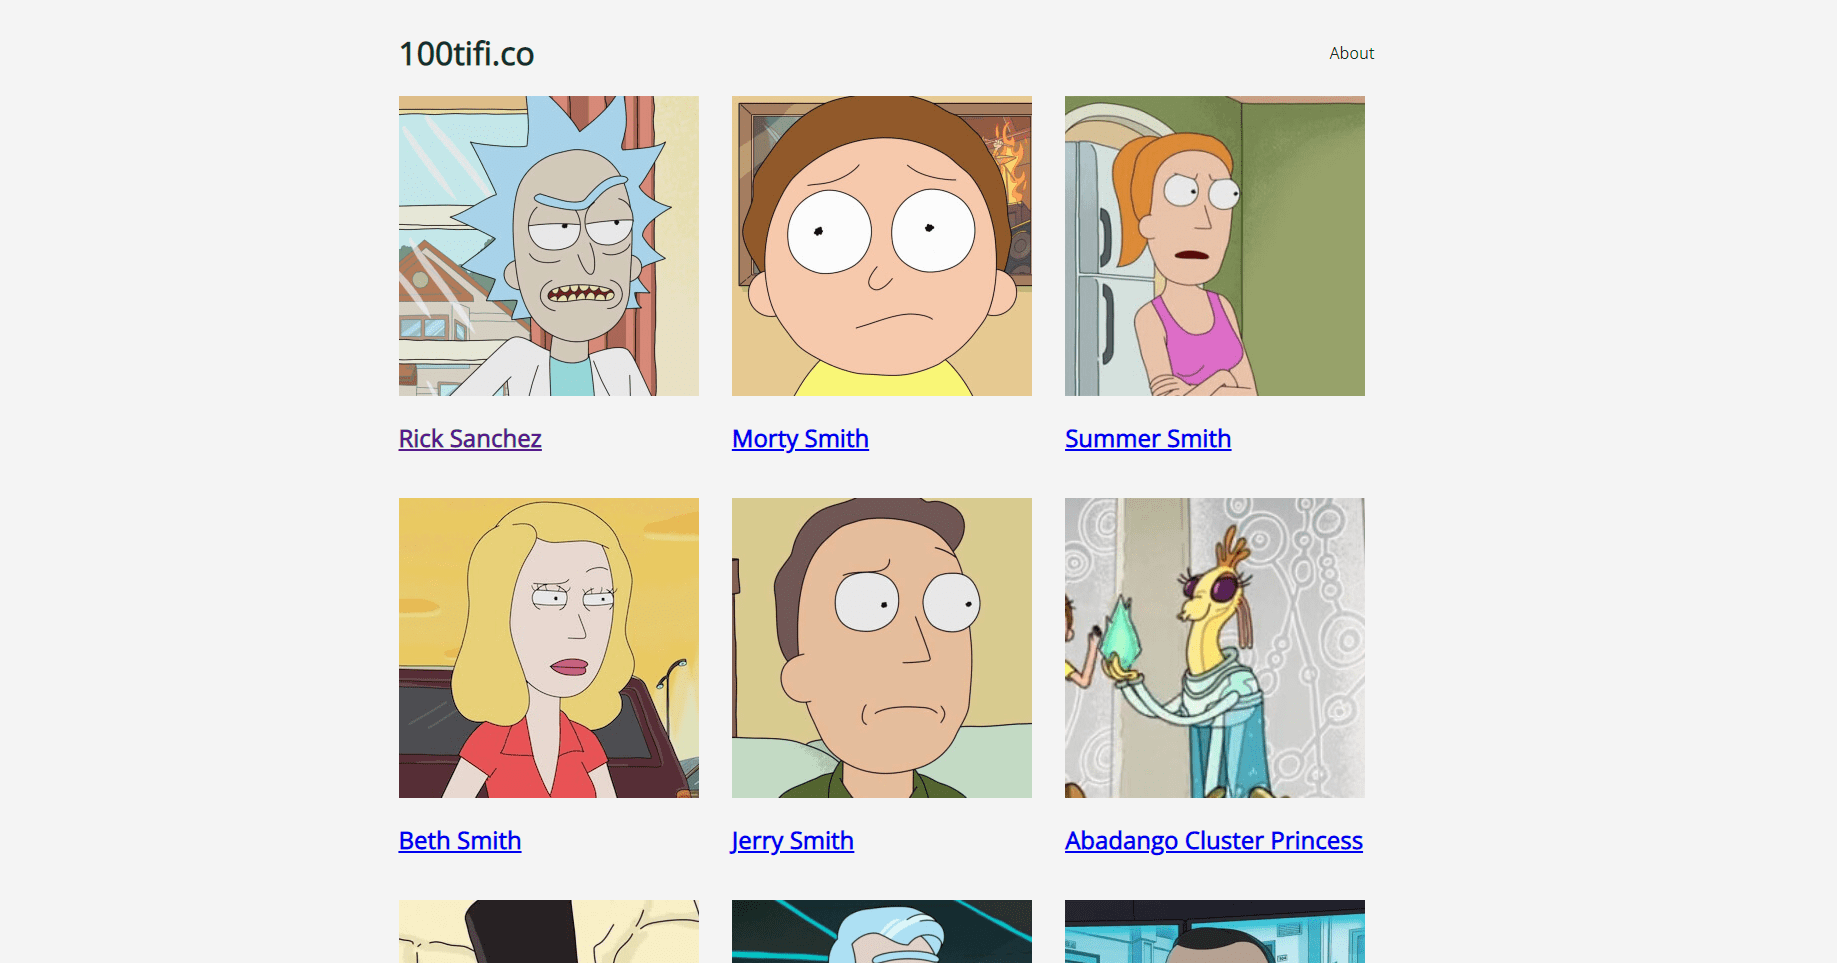 100tifi.co
About
Rick Sanchez
Morty Smith
Summer Smith
Beth Smith
Jerry Smith
Abadango Cluster Princess